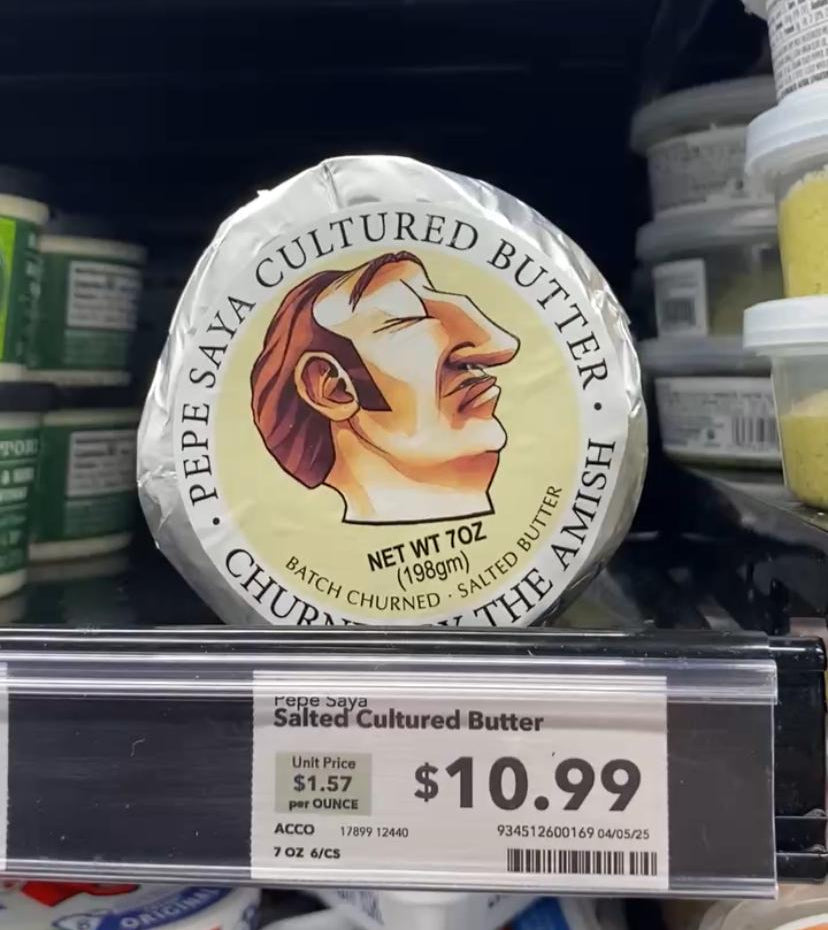 PEPE SAYA CULTURED BUTTER
NET WT 7OZ
(198gm)
BATCH CHURNED · SALTED BUTTER
THE AMISH
Pepe Saya
Salted Cultured Butter
Unit Price
$1.57
per OUNCE
$10.99
ACCO 17899 12440
934512600169 04/05/25
7 OZ 6/CS
ORIGINAL